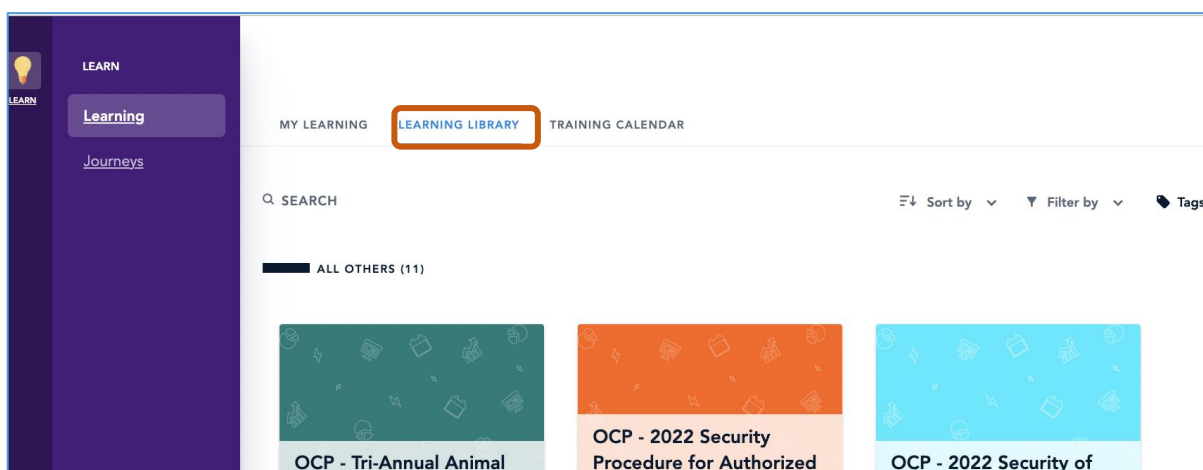 LEARN
LEARN
Learning
Journeys
MY LEARNING LEARNING LIBRARY TRAINING CALENDAR
SEARCH
Sort by Filter by Tags
ALL OTHERS (11)
OCP - Tri-Annual Animal
OCP - 2022 Security
Procedure for Authorized
OCP - 2022 Security of